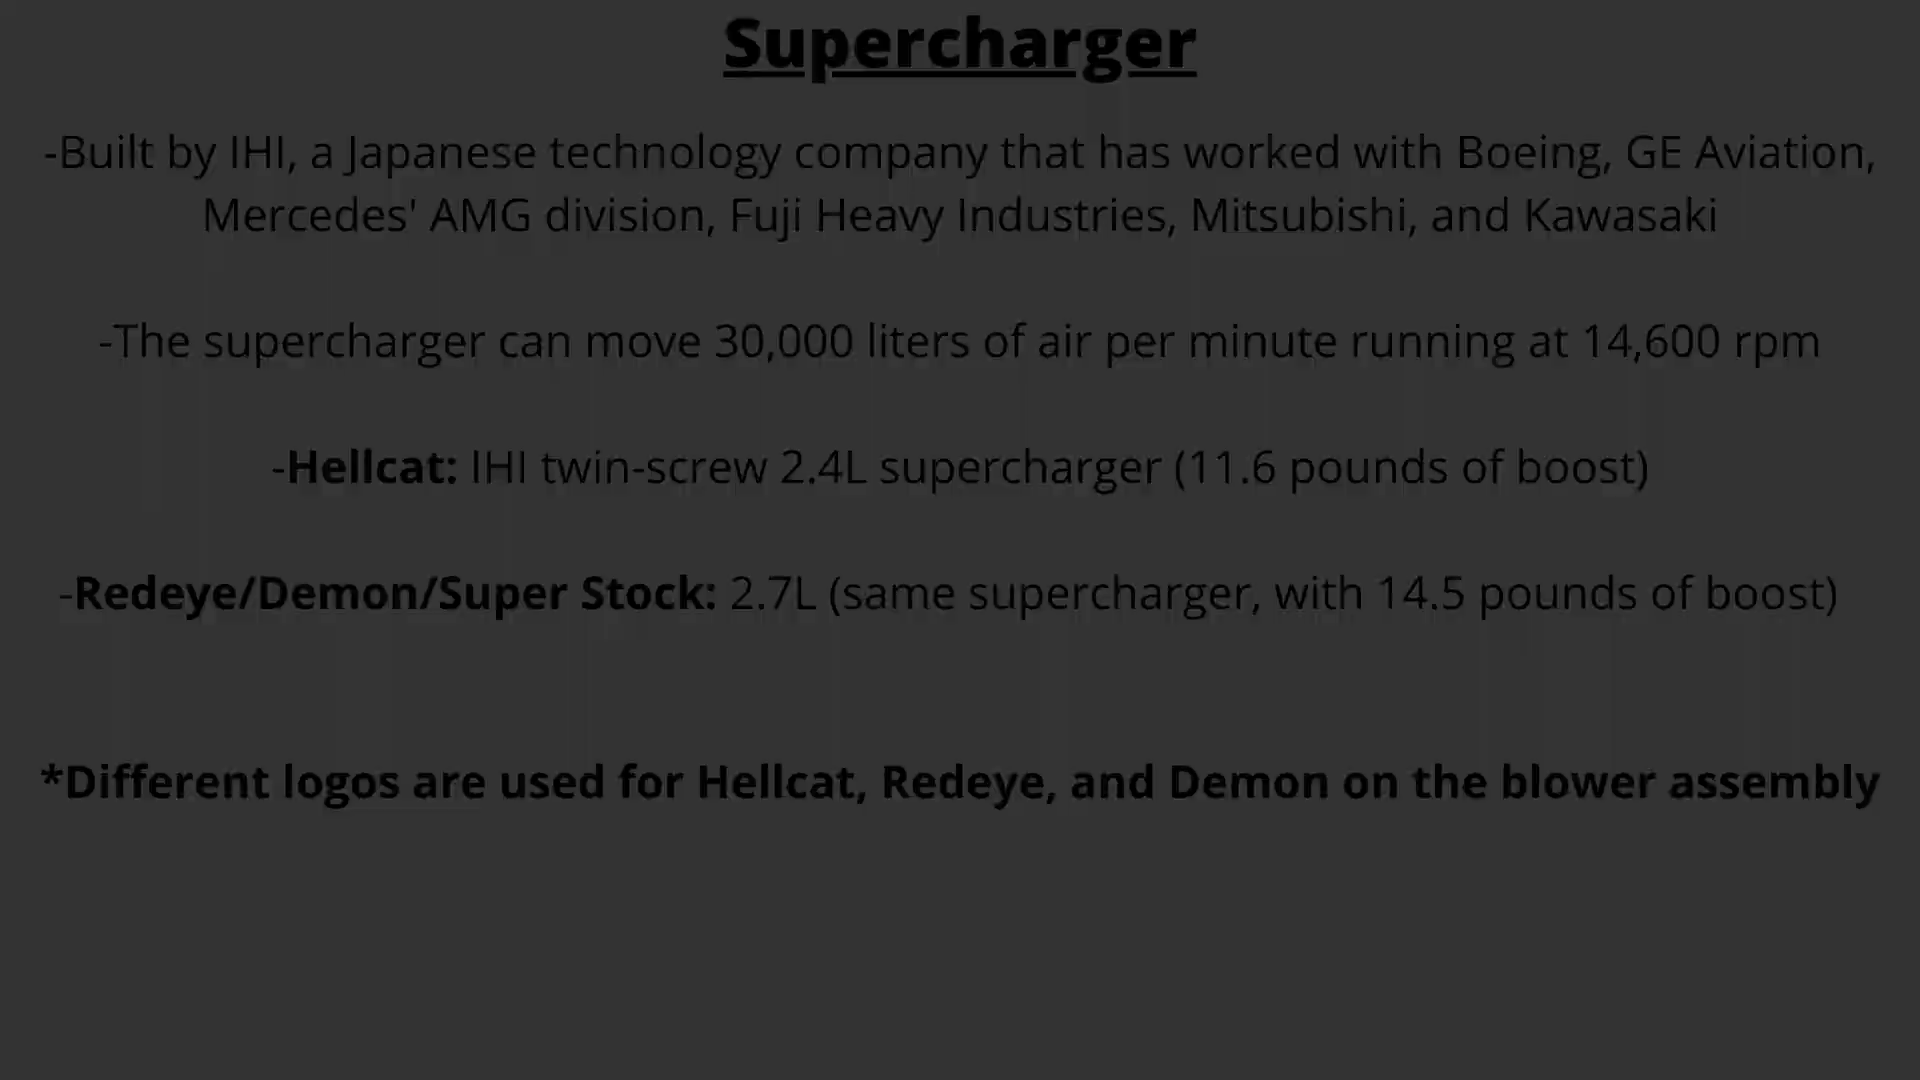 Supercharger
-Built by IHI, a Japanese technology company that has worked with Boeing, GE Aviation,
Mercedes' AMG division, Fuji Heavy Industries, Mitsubishi, and Kawasaki
-The supercharger can move 30,000 liters of air per minute running at 14,600 rpm
-Hellcat: IHI twin-screw 2.4L supercharger (11.6 pounds of boost)
-Redeye/Demon/Super Stock: 2.7L (same supercharger, with 14.5 pounds of boost)
*Different logos are used for Hellcat, Redeye, and Demon on the blower assembly